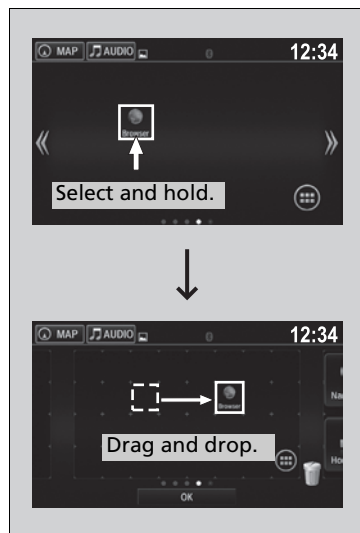 MAP AUDIO 12:34
Browser
Select and hold.
MAP AUDIO 12:34
Browser
Drag and drop.
OK